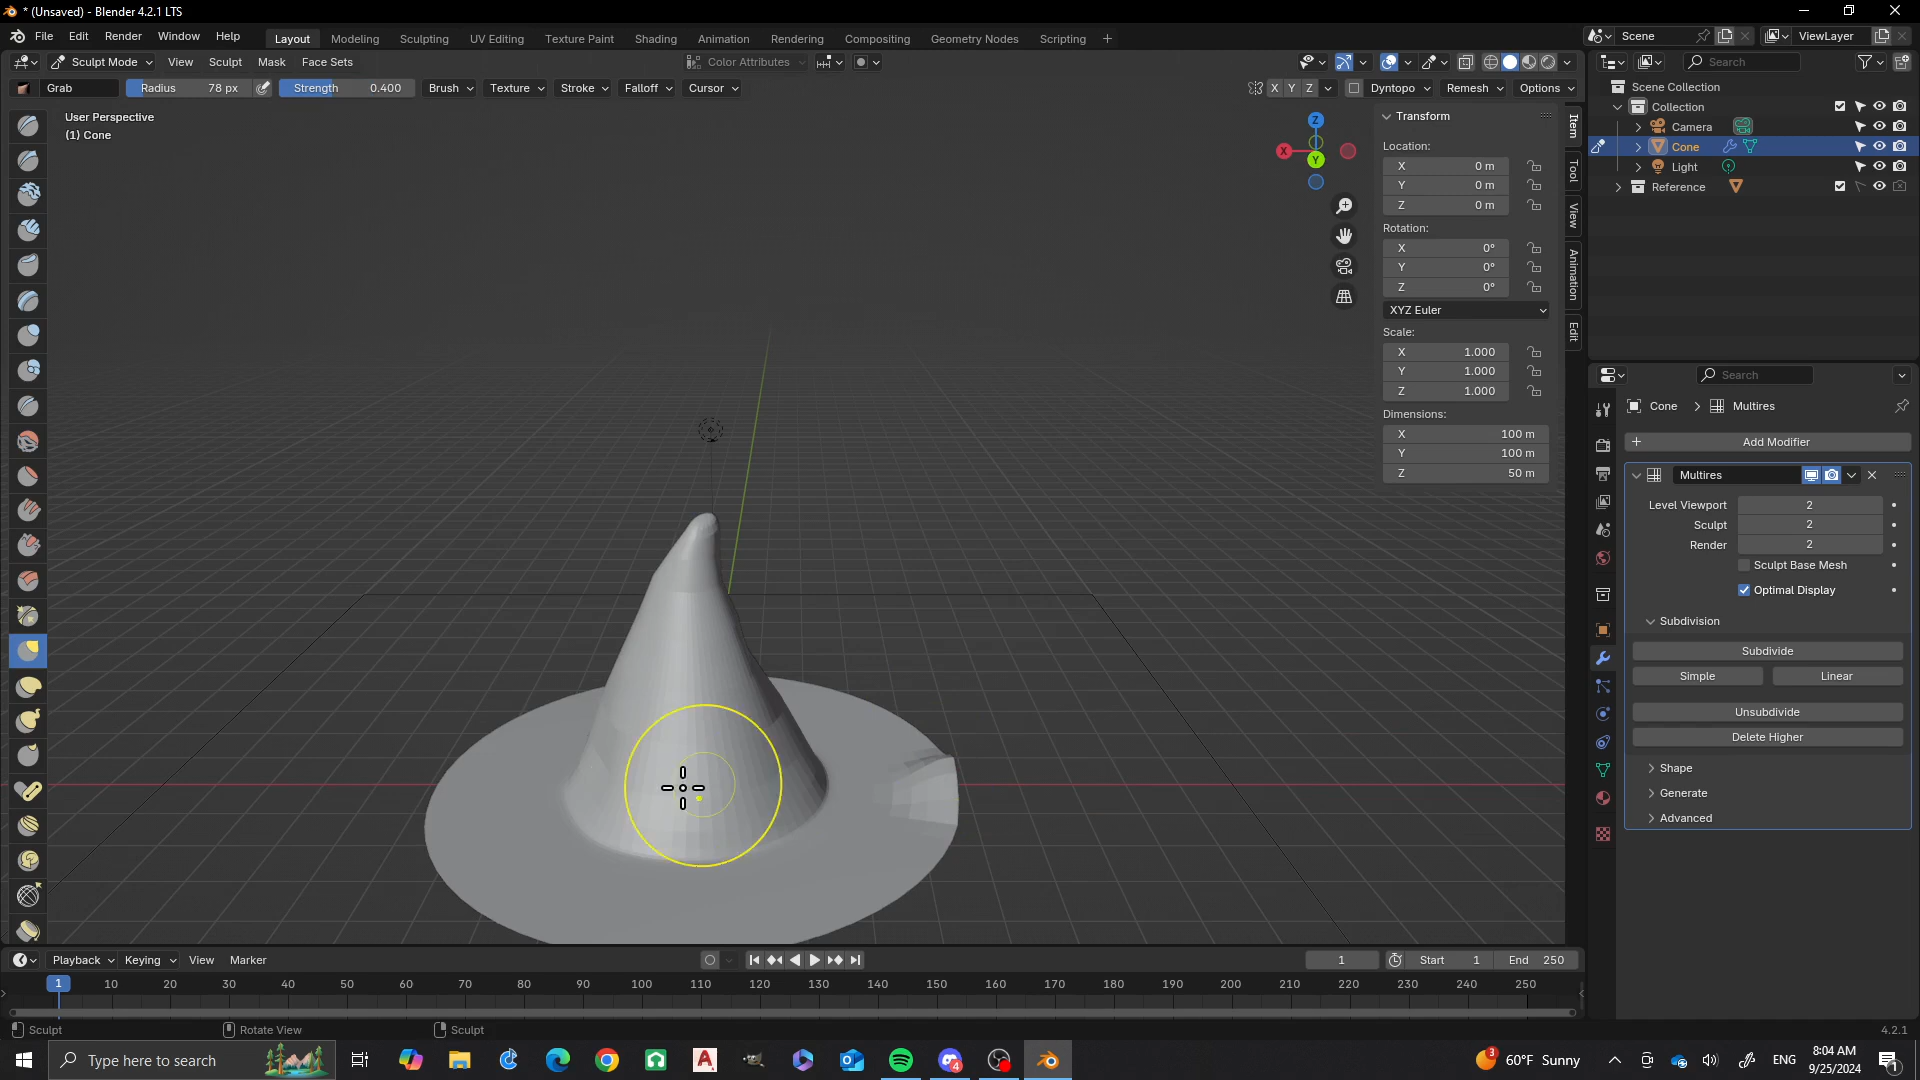 * (Unsaved) - Blender 4.2.1 LTS
File Edit Render Window Help Layout Modeling Sculpting UV Editing Texture Paint Shading Animation Rendering Compositing Geometry Nodes Scripting + Scene ViewLayer
Sculpt Mode View Sculpt Mask Face Sets Color Attributes Search
Grab Radius 78 px Strength 0.400 Brush Texture Stroke Falloff Cursor X Y Z Dyntopo Remesh Options
User Perspective
(1) Cone
Z
X
Y
Transform
Location:
X 0 m
Y 0 m
Z 0 m
Rotation:
X 0°
Y 0°
Z 0°
XYZ Euler
Scale:
X 1.000
Y 1.000
Z 1.000
Dimensions:
X 100 m
Y 100 m
Z 50 m
Item
Tool
View
Animation
Edit
Scene Collection
Collection
Camera
Cone
Light
Reference
Search
Cone > Multires
+ Add Modifier
Multires
Level Viewport 2
Sculpt 2
Render 2
Sculpt Base Mesh
Optimal Display
Subdivision
Subdivide
Simple Linear
Unsubdivide
Delete Higher
Shape
Generate
Advanced
Playback Keying View Marker 1 Start 1 End 250
1 10 20 30 40 50 60 70 80 90 100 110 120 130 140 150 160 170 180 190 200 210 220 230 240 250
Sculpt Rotate View Sculpt 4.2.1
Type here to search 4 3 60°F Sunny ENG 8:04 AM
9/25/2024 1